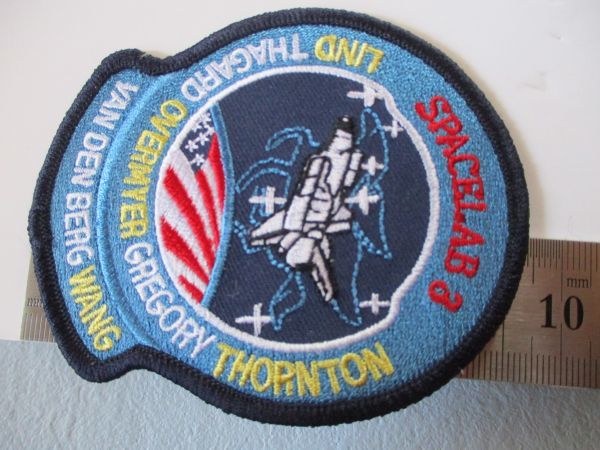 SPACELAB 3
LIND THAGARD OVERMYER GREGORY THORNTON
VAN DEN BERG WANG
10
mm